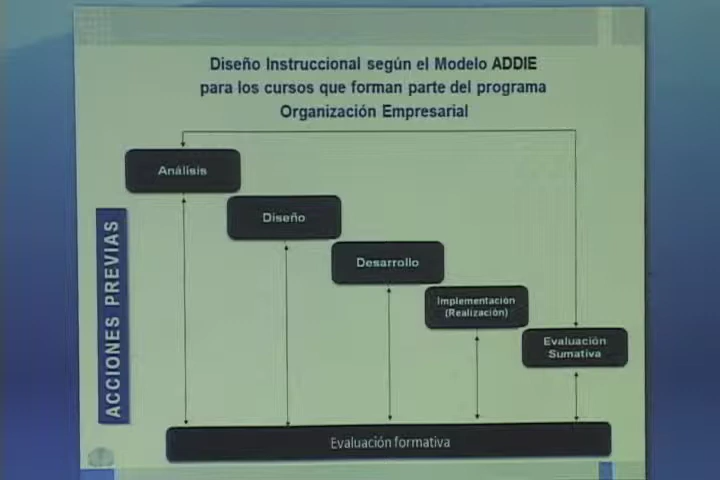 Diseño Instruccional según el Modelo ADDIE
para los cursos que forman parte del programa
Organización Empresarial
Análisis
Diseño
Desarrollo
Implementación
(Realización)
Evaluación
Sumativa
ACCIONES PREVIAS
Evaluación formativa